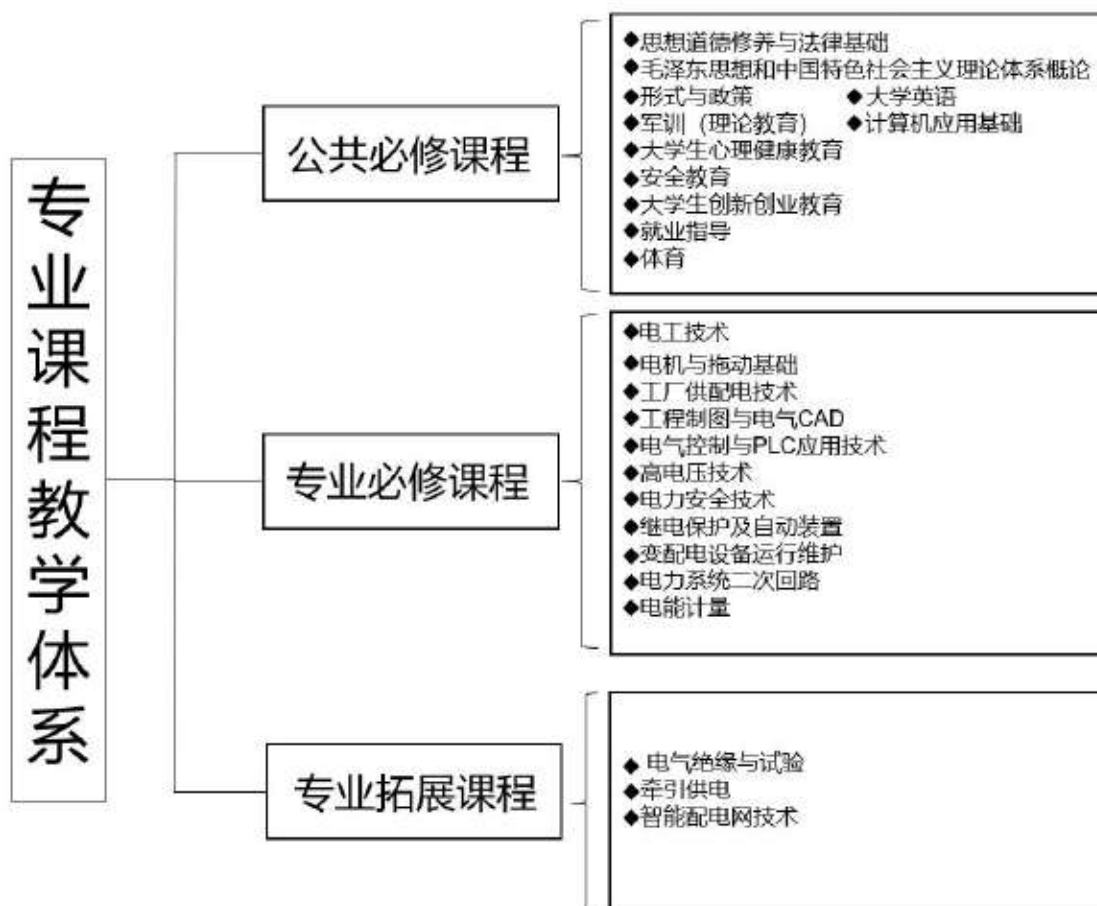 专业课程教学体系
公共必修课程
◆思想道德修养与法律基础
◆毛泽东思想和中国特色社会主义理论体系概论
◆形式与政策 ◆大学英语
◆军训（理论教育） ◆计算机应用基础
◆大学生心理健康教育
◆安全教育
◆大学生创新创业教育
◆就业指导
◆体育
专业必修课程
◆电工技术
◆电机与拖动基础
◆工厂供配电技术
◆工程制图与电气CAD
◆电气控制与PLC应用技术
◆高电压技术
◆电力安全技术
◆继电保护及自动装置
◆变配电设备运行维护
◆电力系统二次回路
◆电能计量
专业拓展课程
◆ 电气绝缘与试验
◆牵引供电
◆智能配电网技术